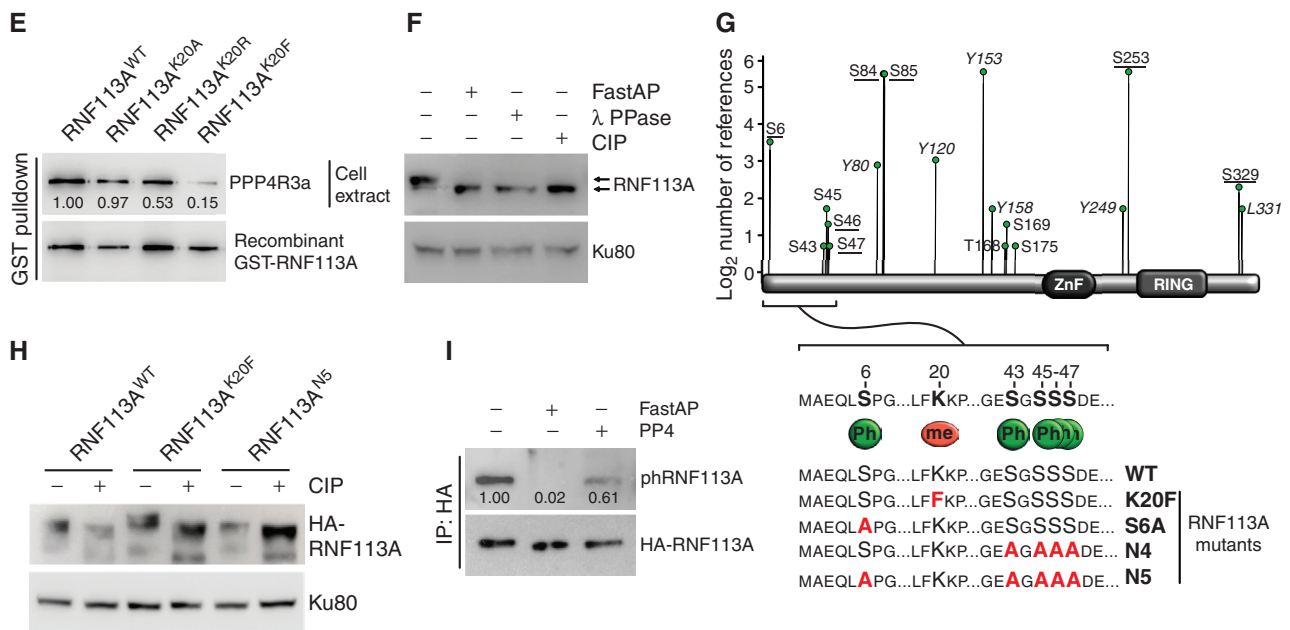 E
RNF113A^WT
RNF113A^K20A
RNF113A^K20R
RNF113A^K20F
GST pulldown
PPP4R3a
Cell extract
1.00 0.97 0.53 0.15
Recombinant
GST-RNF113A
F
– + – – FastAP
– – + – λ PPase
– – – + CIP
RNF113A
Ku80
G
Log2 number of references
6
5
4
3
2
1
0
S6
S43
S45
S46
S47
Y80
S84
S85
Y120
Y153
Y158
T168
S169
S175
Y249
S253
S329
L331
ZnF
RING
6 20 43 45-47
MAEQLSPG...LFKKP...GESgSSSDE...
Ph me Ph Ph
MAEQLSPG...LFKKP...GESGSSSDE... WT
MAEQLSPG...LFFKP...GESGSSSDE... K20F
MAEQLAPG...LFKKP...GESGSSSDE... S6A
MAEQLSPG...LFKKP...GEAGAAADE... N4
MAEQLAPG...LFKKP...GEAGAAADE... N5
RNF113A
mutants
H
RNF113A^WT
RNF113A^K20F
RNF113A^N5
– + – + – + CIP
HA-
RNF113A
Ku80
I
– + – FastAP
– – + PP4
IP: HA
phRNF113A
1.00 0.02 0.61
HA-RNF113A